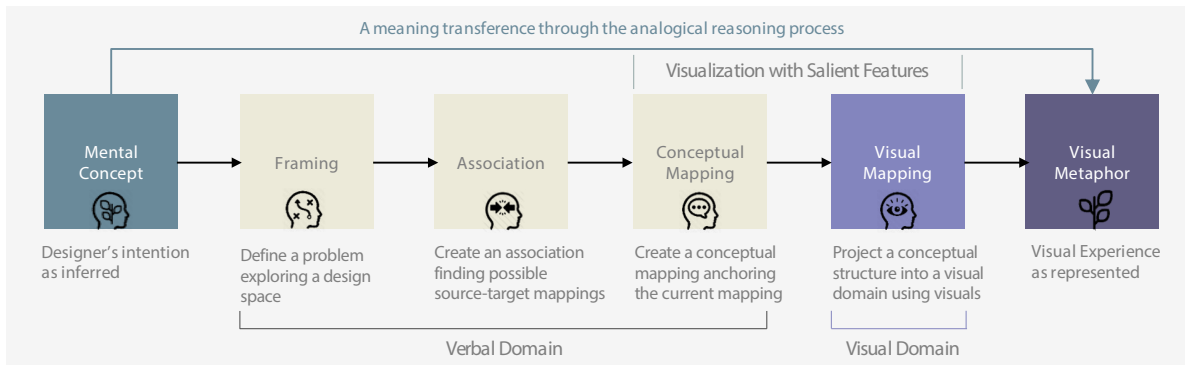 A meaning transference through the analogical reasoning process
Visualization with Salient Features
Mental
Concept
Framing
Association
Conceptual
Mapping
Visual
Mapping
Visual
Metaphor
Designer's intention
as inferred
Define a problem
exploring a design
space
Create an association
finding possible
source-target mappings
Create a conceptual
mapping anchoring
the current mapping
Project a conceptual
structure into a visual
domain using visuals
Visual Experience
as represented
Verbal Domain
Visual Domain